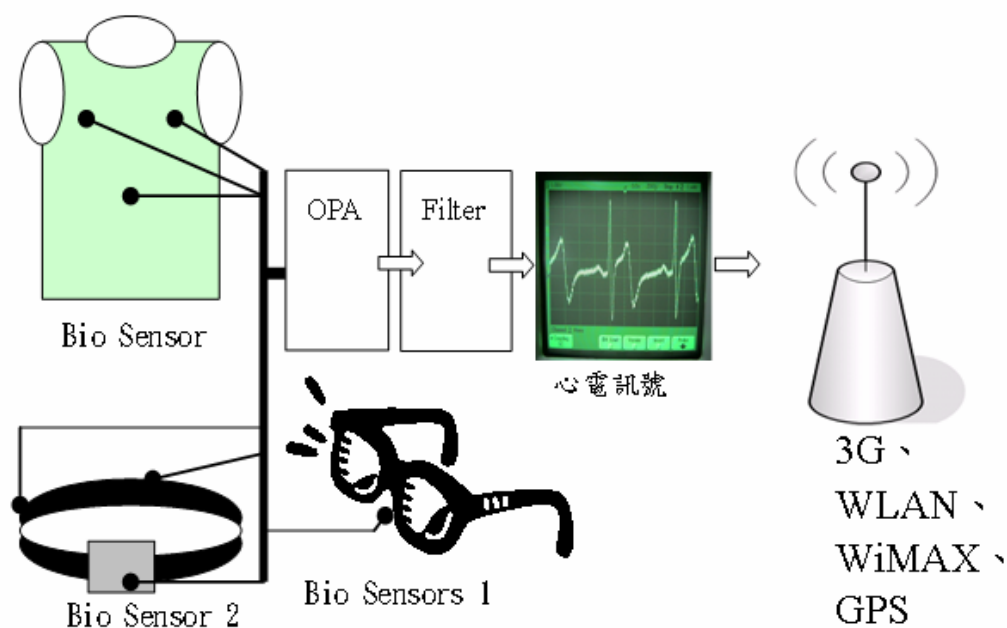 OPA
Filter
Bio Sensor
心電訊號
3G、
WLAN、
WiMAX、
GPS
Bio Sensors 1
Bio Sensor 2